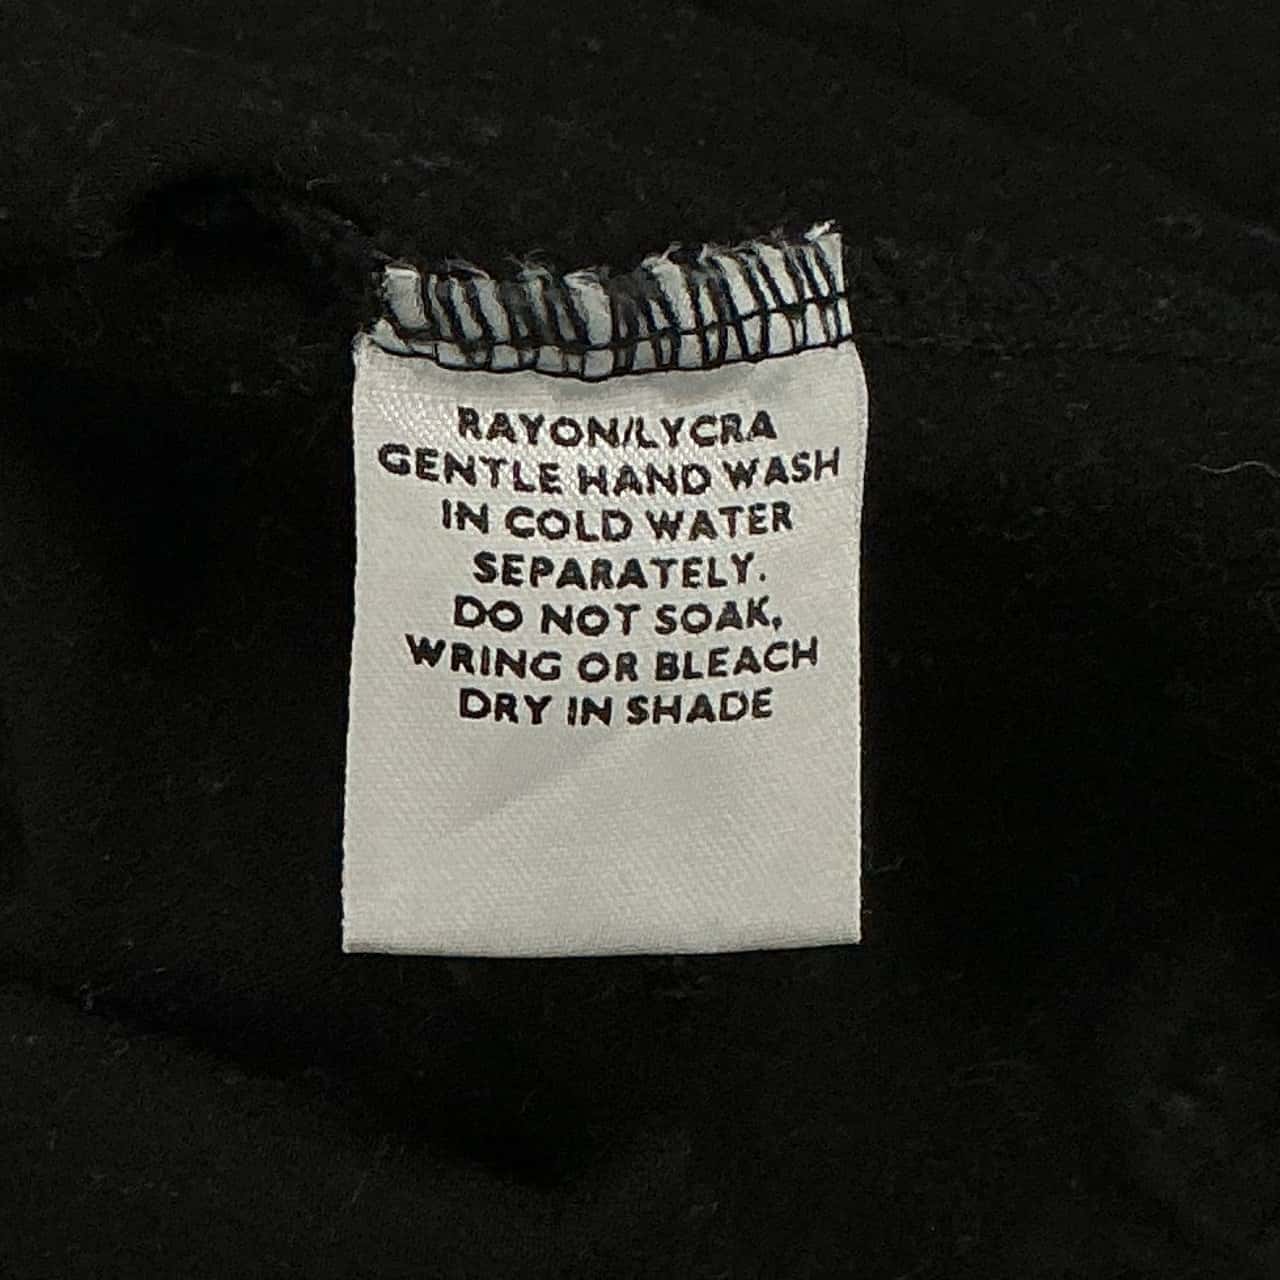 RAYON/LYCRA
GENTLE HAND WASH
IN COLD WATER
SEPARATELY.
DO NOT SOAK,
WRING OR BLEACH
DRY IN SHADE